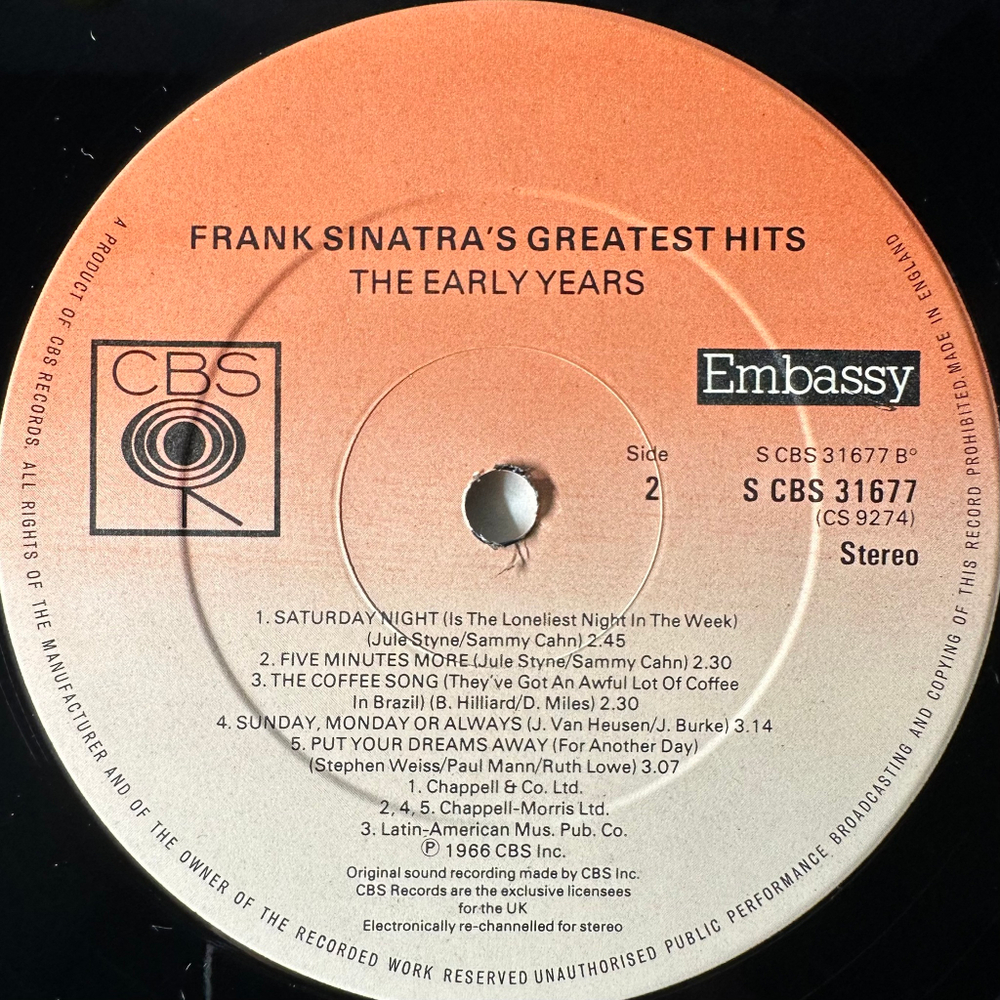 FRANK SINATRA'S GREATEST HITS
THE EARLY YEARS
CBS
Embassy
Side
2
S CBS 31677 B°
S CBS 31677
(CS 9274)
Stereo
1. SATURDAY NIGHT (Is The Loneliest Night In The Week)
(Jule Styne/Sammy Cahn) 2.45
2. FIVE MINUTES MORE (Jule Styne/Sammy Cahn) 2.30
3. THE COFFEE SONG (They've Got An Awful Lot Of Coffee
In Brazil) (B. Hilliard/D. Miles) 2.30
4. SUNDAY, MONDAY OR ALWAYS (J. Van Heusen/J. Burke) 3.14
5. PUT YOUR DREAMS AWAY (For Another Day)
(Stephen Weiss/Paul Mann/Ruth Lowe) 3.07
1. Chappell & Co. Ltd.
2, 4, 5. Chappell-Morris Ltd.
3. Latin-American Mus. Pub. Co.
℗ 1966 CBS Inc.
Original sound recording made by CBS Inc.
CBS Records are the exclusive licensees
for the UK
Electronically re-channelled for stereo
A PRODUCT OF CBS RECORDS. ALL RIGHTS OF THE MANUFACTURER AND OF THE OWNER OF THE RECORDED WORK RESERVED UNAUTHORISED PUBLIC PERFORMANCE BROADCASTING AND COPYING OF THIS RECORD PROHIBITED. MADE IN ENGLAND